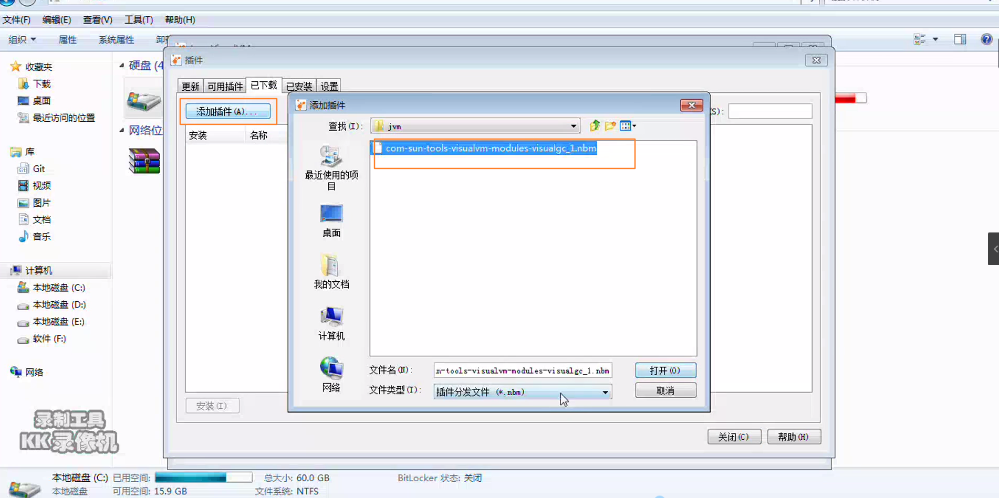 文件(F) 编辑(E) 查看(V) 工具(T) 帮助(H)
组织 属性 系统属性
收藏夹
下载
桌面
最近访问的位置
库
Git
视频
图片
文档
音乐
计算机
本地磁盘 (C:)
本地磁盘 (D:)
本地磁盘 (E:)
软件 (F:)
网络
硬盘 (4
网络位
插件
更新 可用插件 已下载 已安装 设置
添加插件(A)...
(S):
安装 名称
添加插件
查找(I): jvm
com-sun-tools-visualvm-modules-visualgc_1.nbm
最近使用的项
目
桌面
我的文档
计算机
网络
文件名(N): n-tools-visualvm-modules-visualgc_1.nbm 打开(O)
文件类型(T): 插件分发文件 (*.nbm) 取消
安装(I)
关闭(C) 帮助(H)
录制工具
KK录像机
本地磁盘 (C:) 已用空间: 总大小: 60.0 GB BitLocker 状态: 关闭
本地磁盘 可用空间: 15.9 GB 文件系统: NTFS